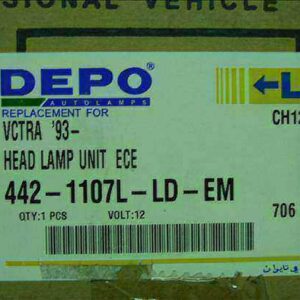 SIONAL VEHICLE
DEPO
AUTOLAMPS
REPLACEMENT FOR
←L
VCTRA '93-
CH12
HEAD LAMP UNIT ECE
442-1107L-LD-EM
QTY:1 PCS VOLT:12
706